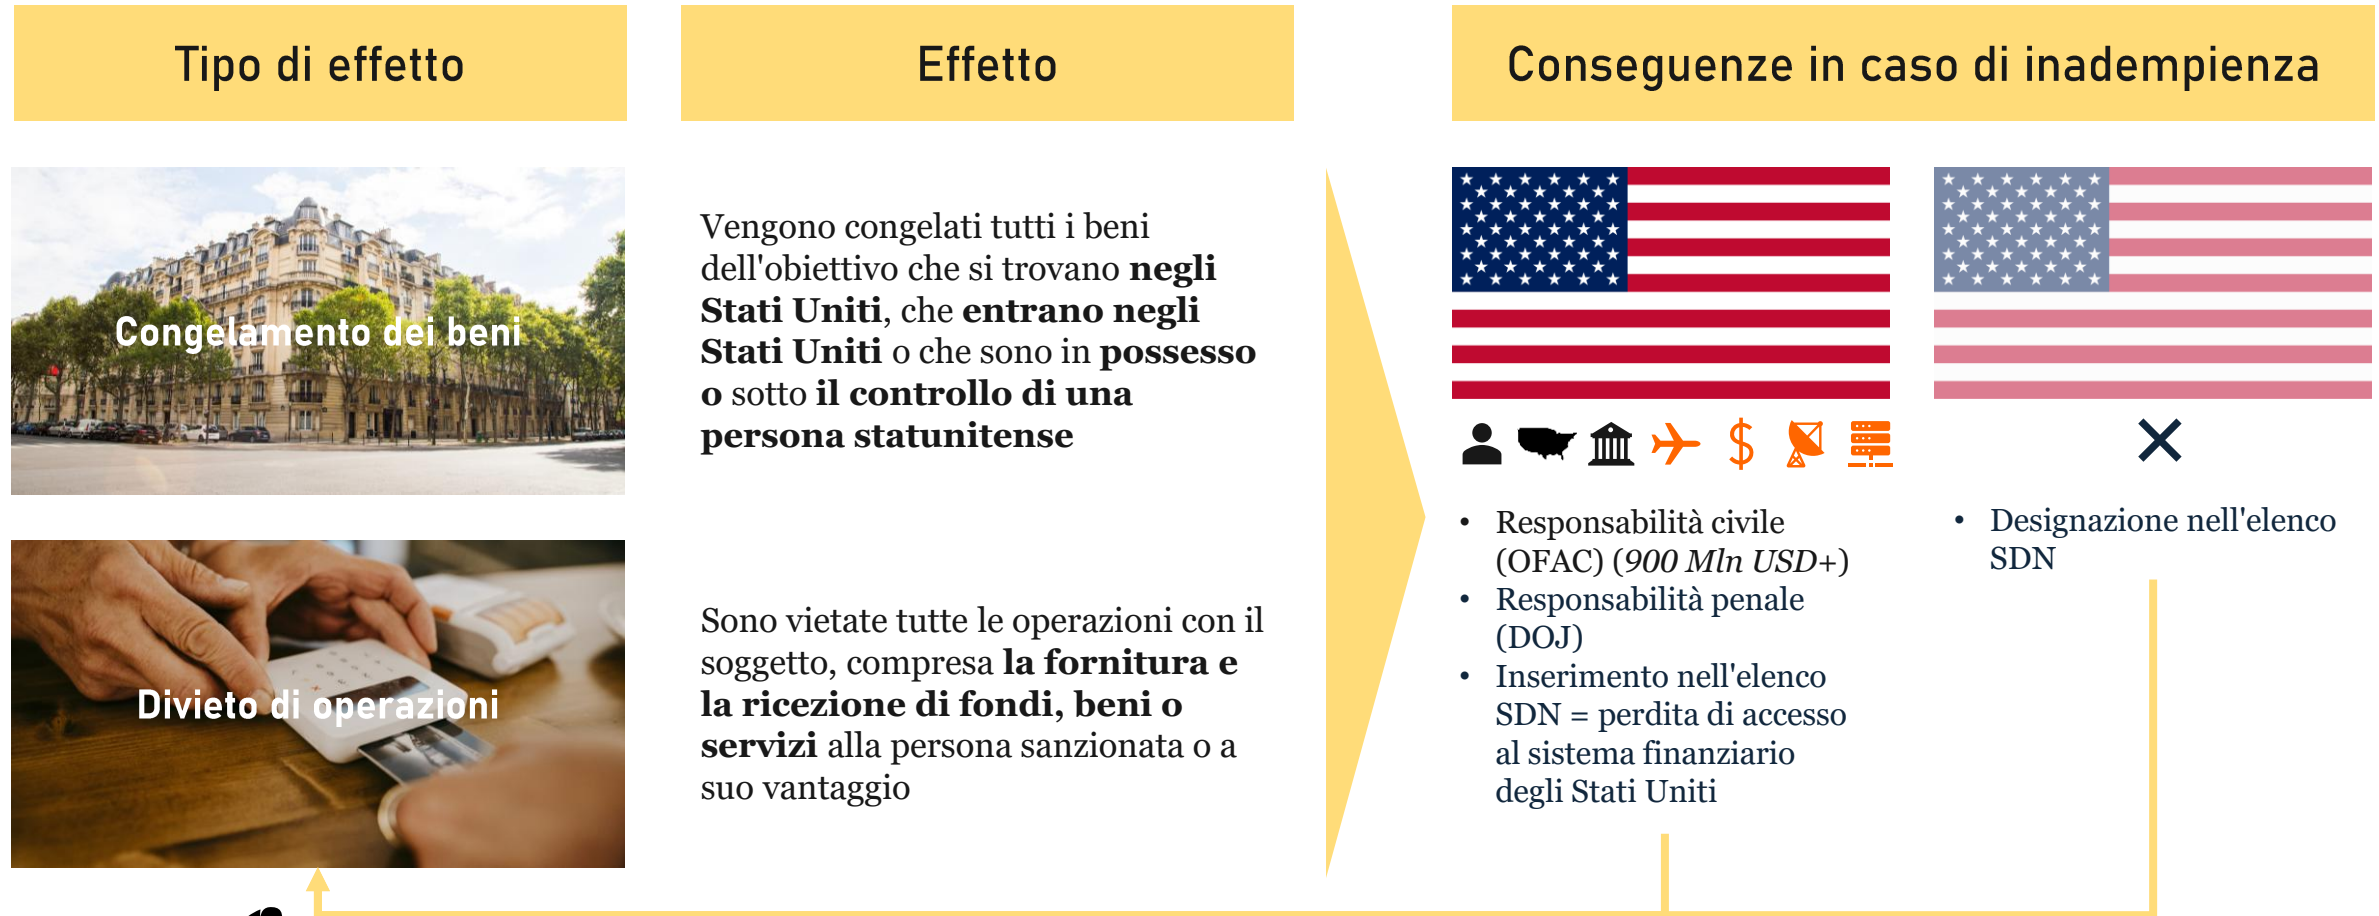 Tipo di effetto
Effetto
Conseguenze in caso di inadempienza
Congelamento dei beni
Vengono congelati tutti i beni
dell'obiettivo che si trovano negli
Stati Uniti, che entrano negli
Stati Uniti o che sono in possesso
o sotto il controllo di una
persona statunitense
Divieto di operazioni
Sono vietate tutte le operazioni con il
soggetto, compresa la fornitura e
la ricezione di fondi, beni o
servizi alla persona sanzionata o a
suo vantaggio
• Responsabilità civile
(OFAC) (900 Mln USD+)
• Responsabilità penale
(DOJ)
• Inserimento nell'elenco
SDN = perdita di accesso
al sistema finanziario
degli Stati Uniti
• Designazione nell'elenco
SDN